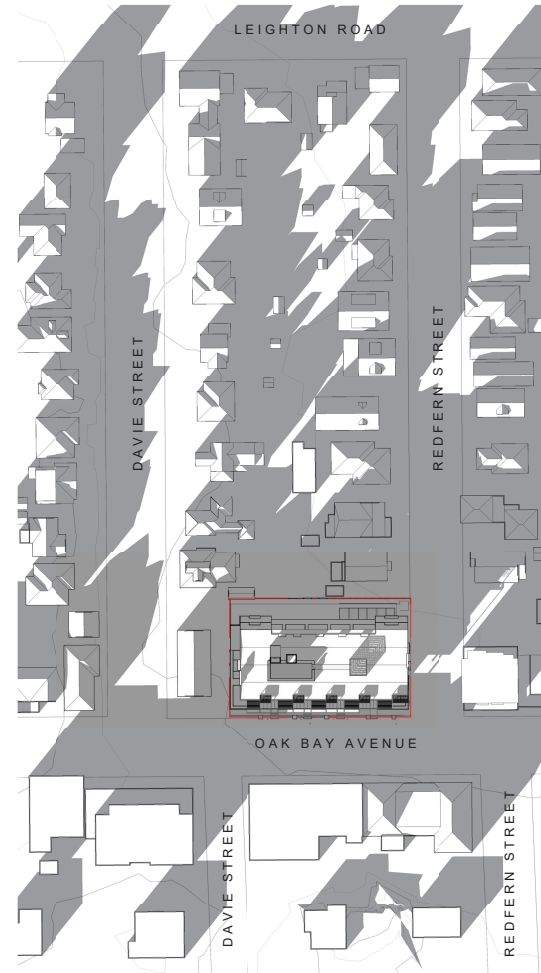 LEIGHTON ROAD
DAVIE STREET
REDFERN STREET
OAK BAY AVENUE
DAVIE STREET
REDFERN STREET